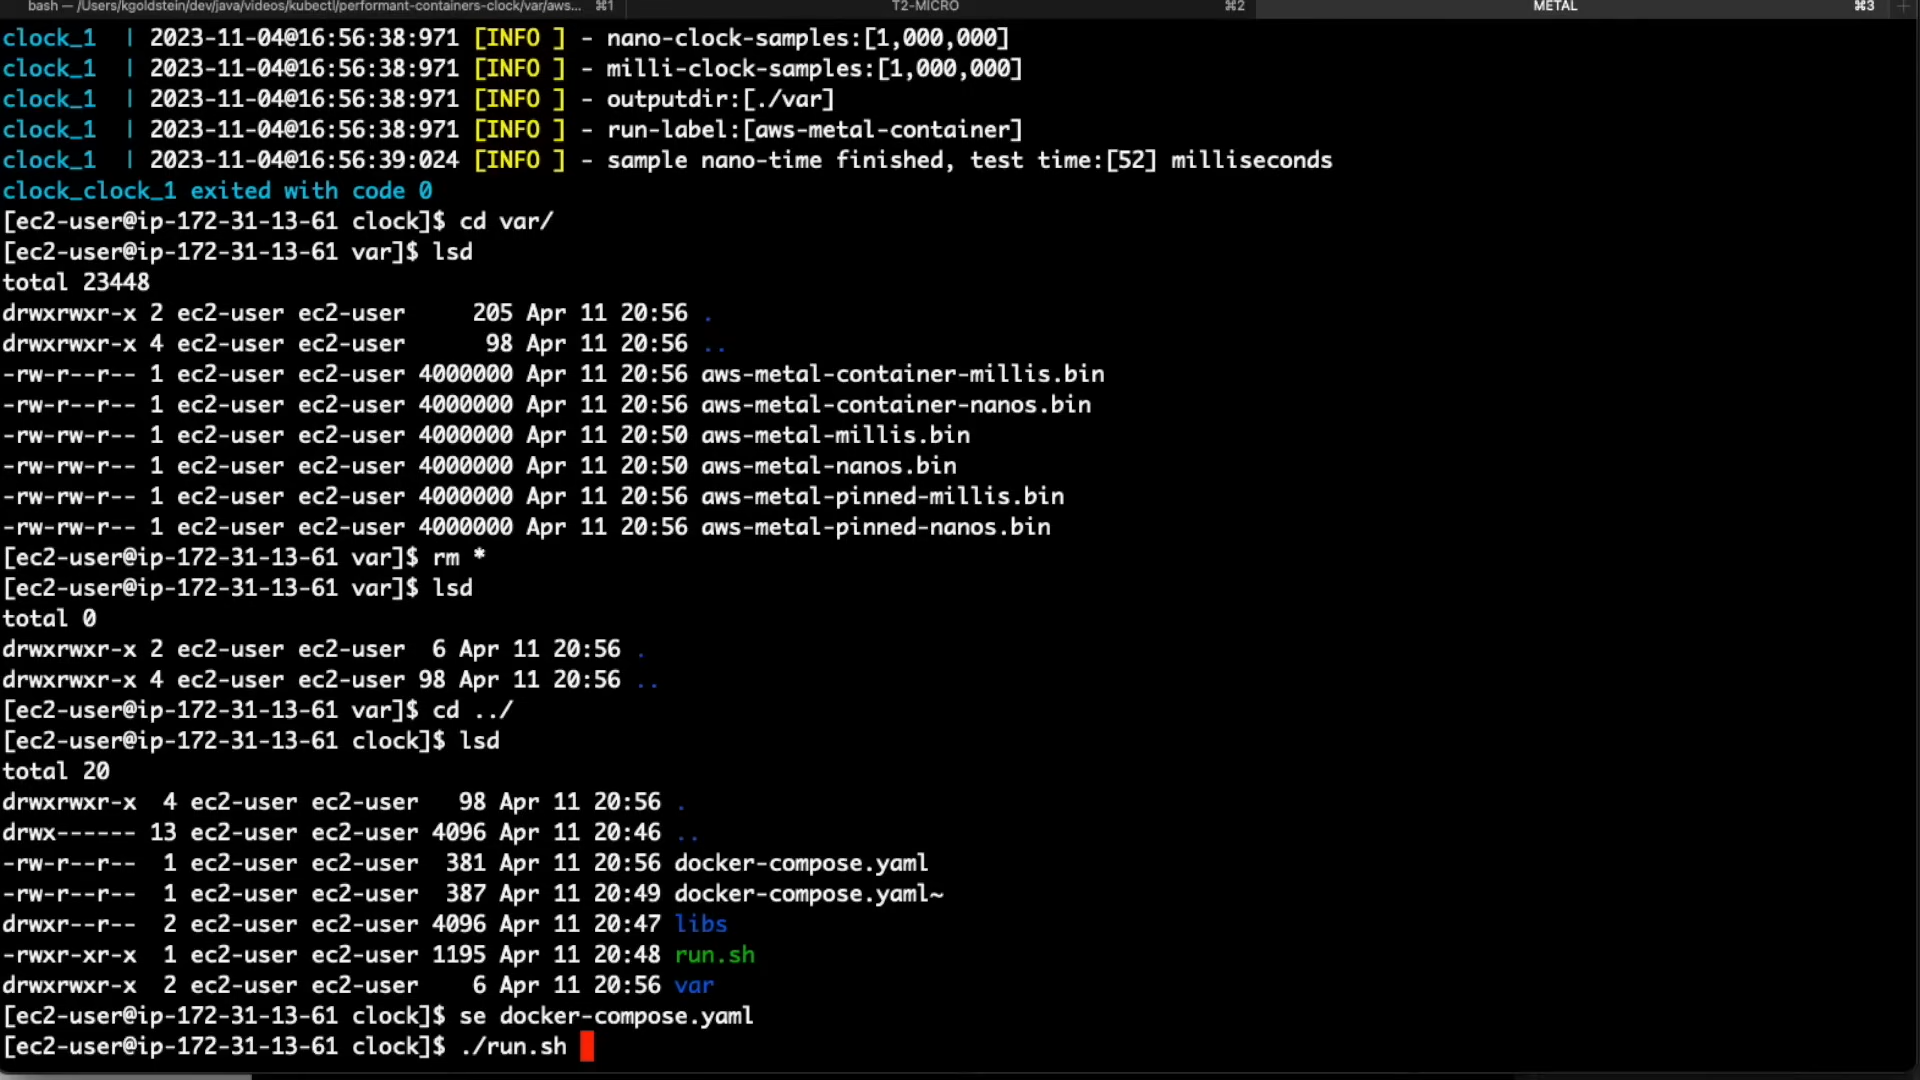 bash — /Users/kgoldstein/dev/java/videos/kubectl/performant-containers-clock/var/aws... ⌘1 T2-MICRO ⌘2 METAL ⌘3 +
clock_1 | 2023-11-04@16:56:38:971 [INFO ] - nano-clock-samples:[1,000,000]
clock_1 | 2023-11-04@16:56:38:971 [INFO ] - milli-clock-samples:[1,000,000]
clock_1 | 2023-11-04@16:56:38:971 [INFO ] - outputdir:[./var]
clock_1 | 2023-11-04@16:56:38:971 [INFO ] - run-label:[aws-metal-container]
clock_1 | 2023-11-04@16:56:39:024 [INFO ] - sample nano-time finished, test time:[52] milliseconds
clock_clock_1 exited with code 0
[ec2-user@ip-172-31-13-61 clock]$ cd var/
[ec2-user@ip-172-31-13-61 var]$ lsd
total 23448
drwxrwxr-x 2 ec2-user ec2-user     205 Apr 11 20:56 .
drwxrwxr-x 4 ec2-user ec2-user      98 Apr 11 20:56 ..
-rw-r--r-- 1 ec2-user ec2-user 4000000 Apr 11 20:56 aws-metal-container-millis.bin
-rw-r--r-- 1 ec2-user ec2-user 4000000 Apr 11 20:56 aws-metal-container-nanos.bin
-rw-rw-r-- 1 ec2-user ec2-user 4000000 Apr 11 20:50 aws-metal-millis.bin
-rw-rw-r-- 1 ec2-user ec2-user 4000000 Apr 11 20:50 aws-metal-nanos.bin
-rw-rw-r-- 1 ec2-user ec2-user 4000000 Apr 11 20:56 aws-metal-pinned-millis.bin
-rw-rw-r-- 1 ec2-user ec2-user 4000000 Apr 11 20:56 aws-metal-pinned-nanos.bin
[ec2-user@ip-172-31-13-61 var]$ rm *
[ec2-user@ip-172-31-13-61 var]$ lsd
total 0
drwxrwxr-x 2 ec2-user ec2-user  6 Apr 11 20:56 .
drwxrwxr-x 4 ec2-user ec2-user 98 Apr 11 20:56 ..
[ec2-user@ip-172-31-13-61 var]$ cd ../
[ec2-user@ip-172-31-13-61 clock]$ lsd
total 20
drwxrwxr-x  4 ec2-user ec2-user   98 Apr 11 20:56 .
drwx------ 13 ec2-user ec2-user 4096 Apr 11 20:46 ..
-rw-r--r--  1 ec2-user ec2-user  381 Apr 11 20:56 docker-compose.yaml
-rw-r--r--  1 ec2-user ec2-user  387 Apr 11 20:49 docker-compose.yaml~
drwxr--r--  2 ec2-user ec2-user 4096 Apr 11 20:47 libs
-rwxr-xr-x  1 ec2-user ec2-user 1195 Apr 11 20:48 run.sh
drwxrwxr-x  2 ec2-user ec2-user    6 Apr 11 20:56 var
[ec2-user@ip-172-31-13-61 clock]$ se docker-compose.yaml
[ec2-user@ip-172-31-13-61 clock]$ ./run.sh